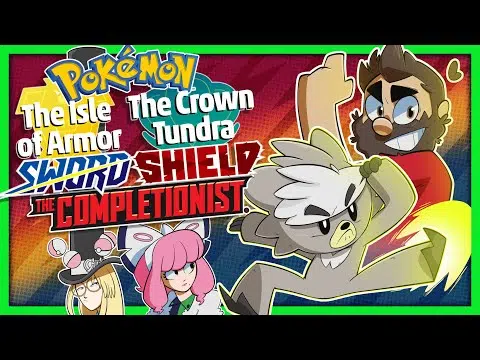 POKéMON
The Isle
of Armor
The Crown
Tundra
SWORD SHIELD
THE COMPLETIONIST.